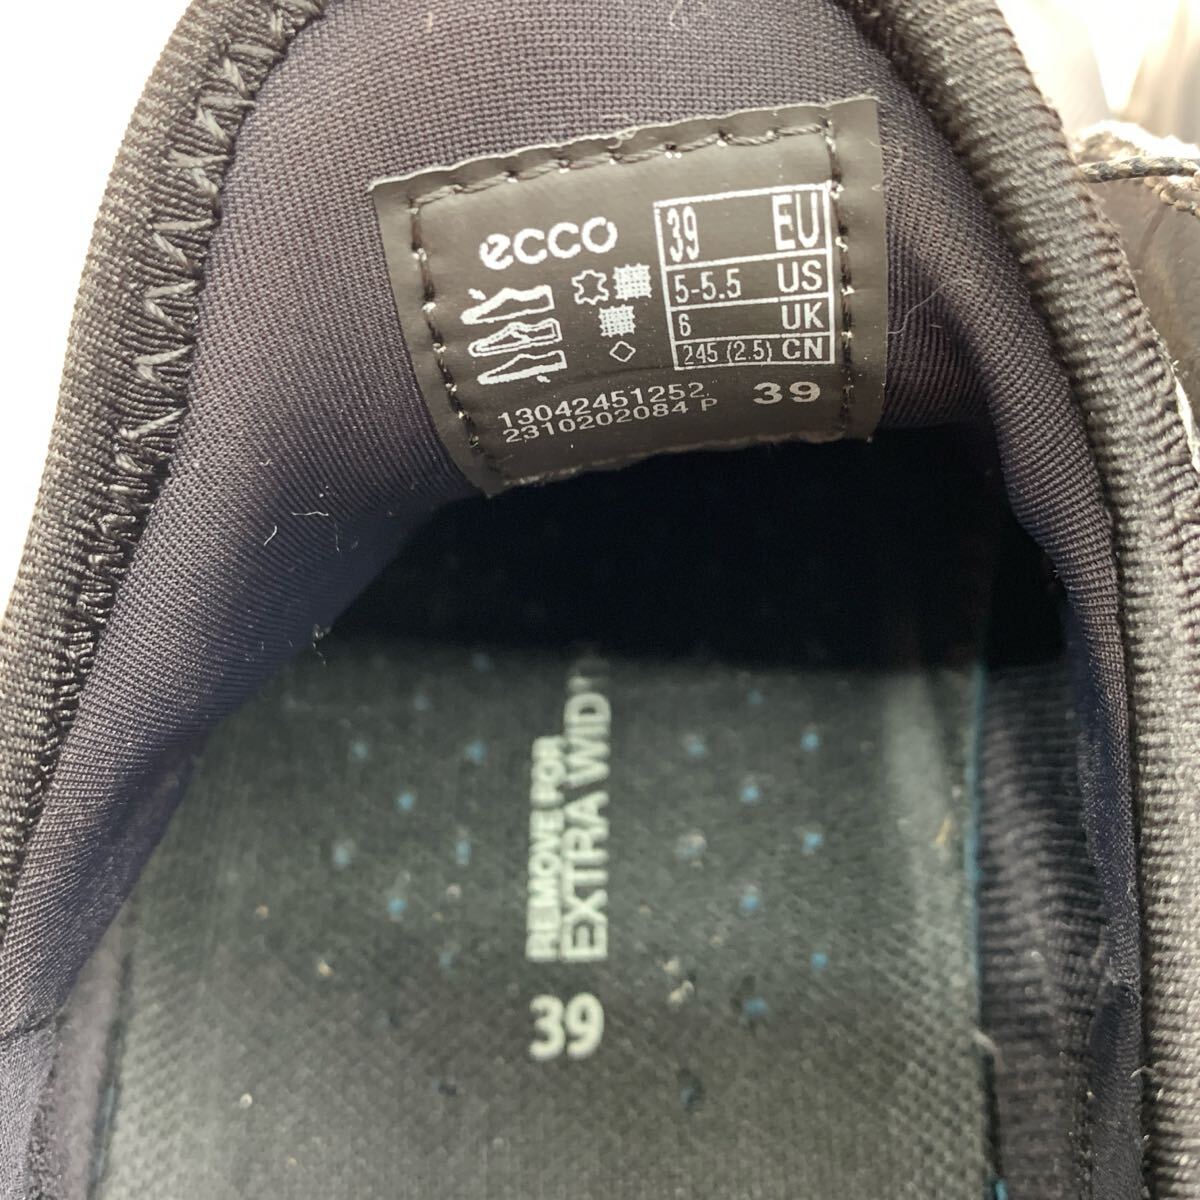 ecco
39 EU
5-5.5 US
6 UK
245 (2.5) CN
13042451252
2310202084 P 39
REMOVE FOR
EXTRA
39